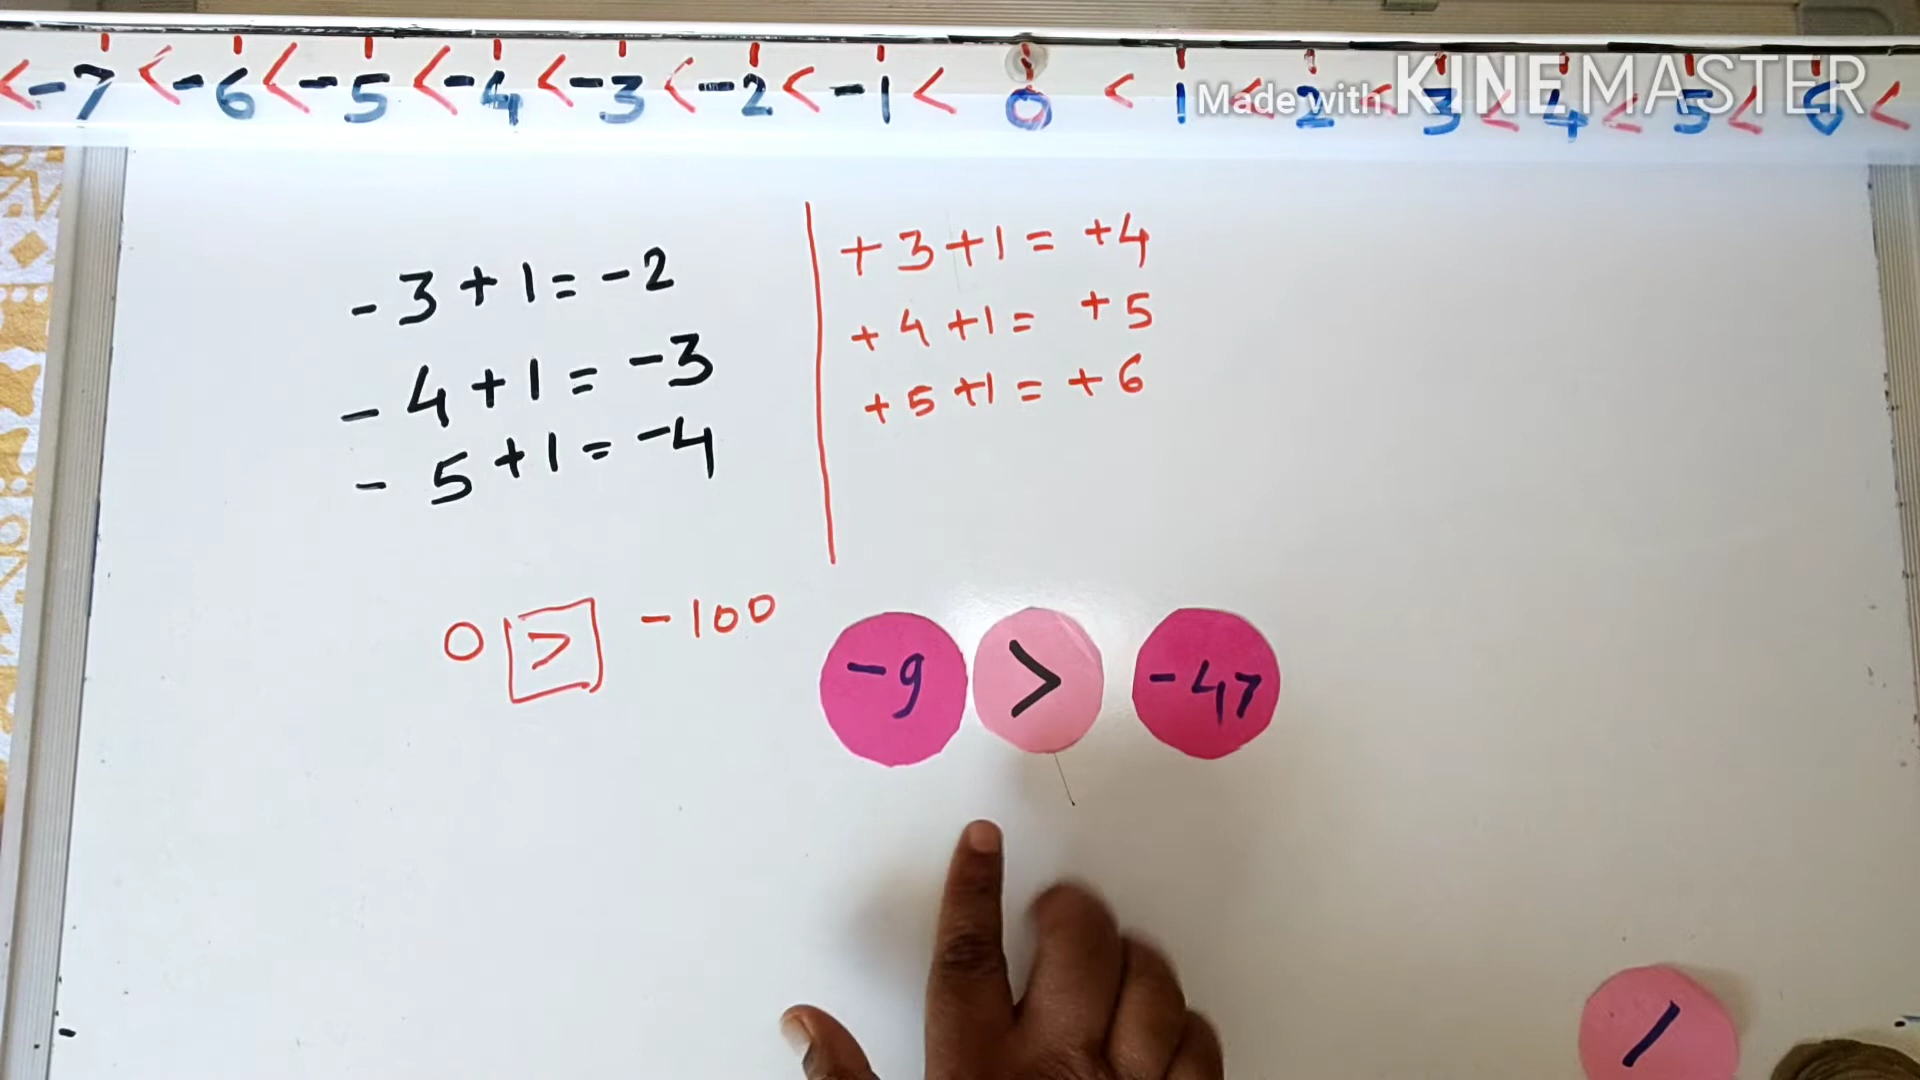 < -7 < -6 < -5 < -4 < -3 < -2 < -1 < 0 < 1 < 2 < 3 < 4 < 5 < 6 <
Made with KINEMASTER
-3+1=-2
-4+1=-3
-5+1=-4
+3+1=+4
+4+1=+5
+5+1=+6
0 > -100
-9 > -47